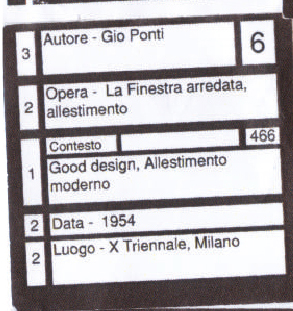 3 Autore - Gio Ponti 6
2 Opera - La Finestra arredata,
allestimento
Contesto 466
1 Good design, Allestimento
moderno
2 Data - 1954
2 Luogo - X Triennale, Milano